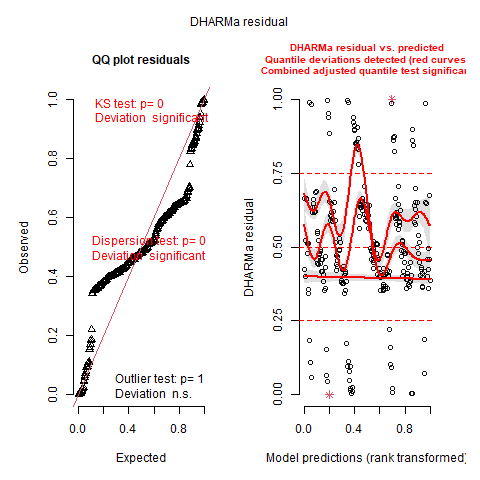 DHARMa residual
QQ plot residuals
KS test: p= 0
Deviation significant
Dispersion test: p= 0
Deviation significant
Outlier test: p= 1
Deviation n.s.
Observed
0.0 0.2 0.4 0.6 0.8 1.0
0.0 0.4 0.8
Expected
DHARMa residual vs. predicted
Quantile deviations detected (red curves
Combined adjusted quantile test significan
DHARMa residual
0.00 0.25 0.50 0.75 1.00
0.0 0.4 0.8
Model predictions (rank transformed)